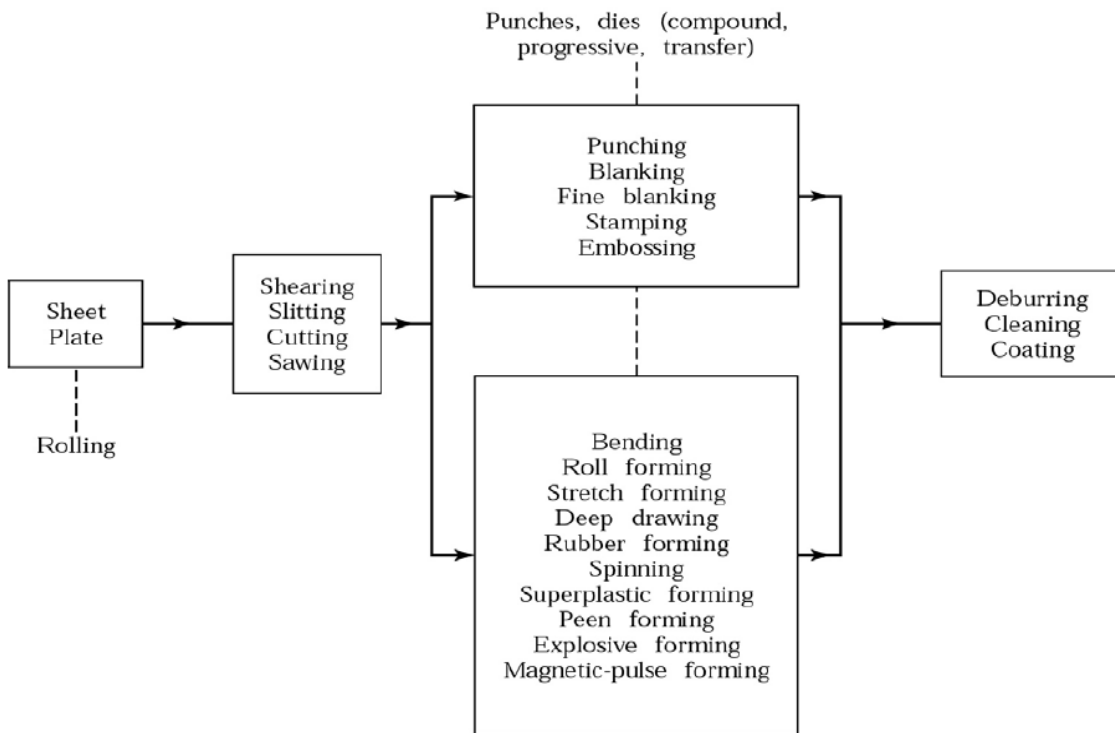 Punches, dies (compound,
progressive, transfer)
Punching
Blanking
Fine blanking
Stamping
Embossing
Sheet
Plate
Rolling
Shearing
Slitting
Cutting
Sawing
Deburring
Cleaning
Coating
Bending
Roll forming
Stretch forming
Deep drawing
Rubber forming
Spinning
Superplastic forming
Peen forming
Explosive forming
Magnetic-pulse forming